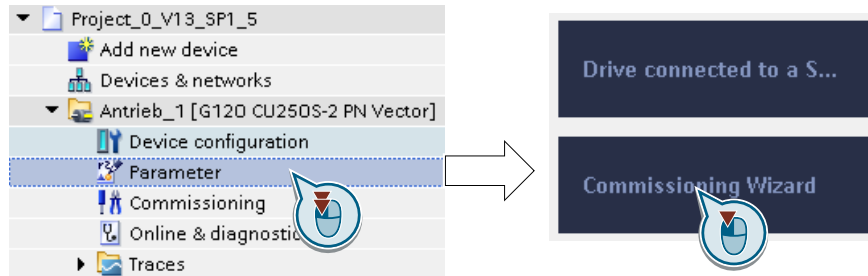 Project_0_V13_SP1_5
Add new device
Devices & networks
Antrieb_1 [G120 CU250S-2 PN Vector]
Device configuration
Parameter
Commissioning
Online &
Traces
Drive connected to a S...
Commissioning Wizard